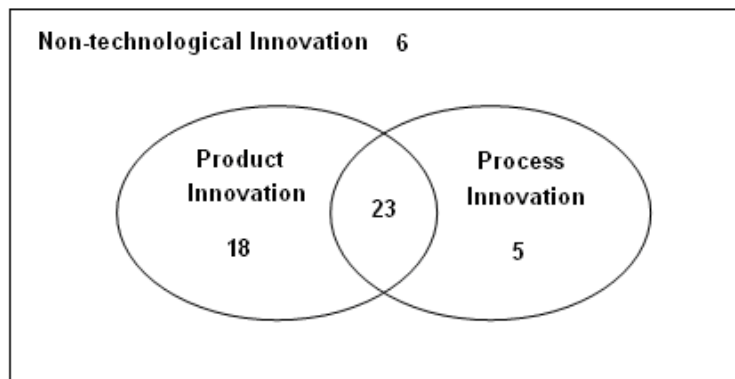 Non-technological Innovation 6
Product
Innovation
18
23
Process
Innovation
5